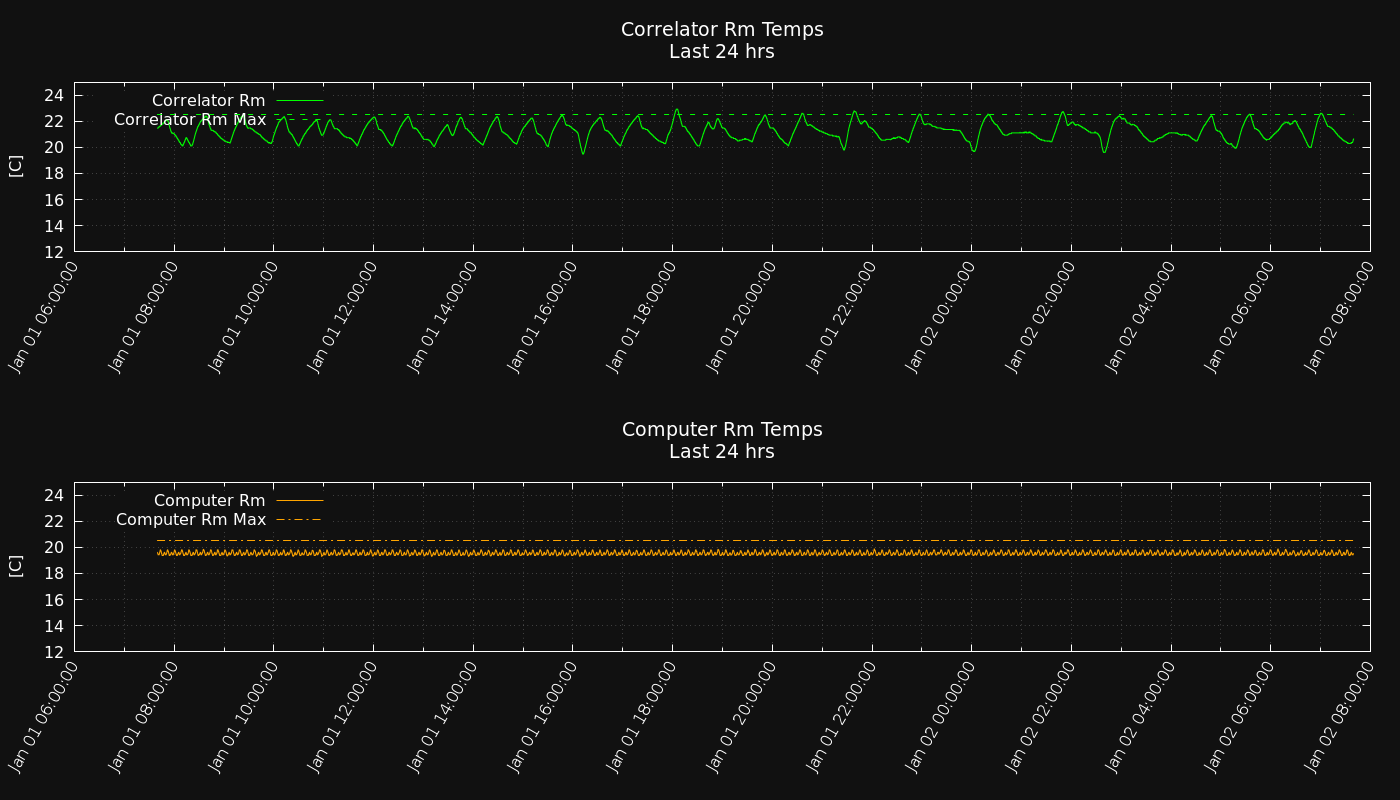 Correlator Rm Temps
Last 24 hrs
Correlator Rm
Correlator Rm Max
[C]
24
22
20
18
16
14
12
Jan 01 06:00:00
Jan 01 08:00:00
Jan 01 10:00:00
Jan 01 12:00:00
Jan 01 14:00:00
Jan 01 16:00:00
Jan 01 18:00:00
Jan 01 20:00:00
Jan 01 22:00:00
Jan 02 00:00:00
Jan 02 02:00:00
Jan 02 04:00:00
Jan 02 06:00:00
Jan 02 08:00:00
Computer Rm Temps
Last 24 hrs
Computer Rm
Computer Rm Max
[C]
24
22
20
18
16
14
12
Jan 01 06:00:00
Jan 01 08:00:00
Jan 01 10:00:00
Jan 01 12:00:00
Jan 01 14:00:00
Jan 01 16:00:00
Jan 01 18:00:00
Jan 01 20:00:00
Jan 01 22:00:00
Jan 02 00:00:00
Jan 02 02:00:00
Jan 02 04:00:00
Jan 02 06:00:00
Jan 02 08:00:00